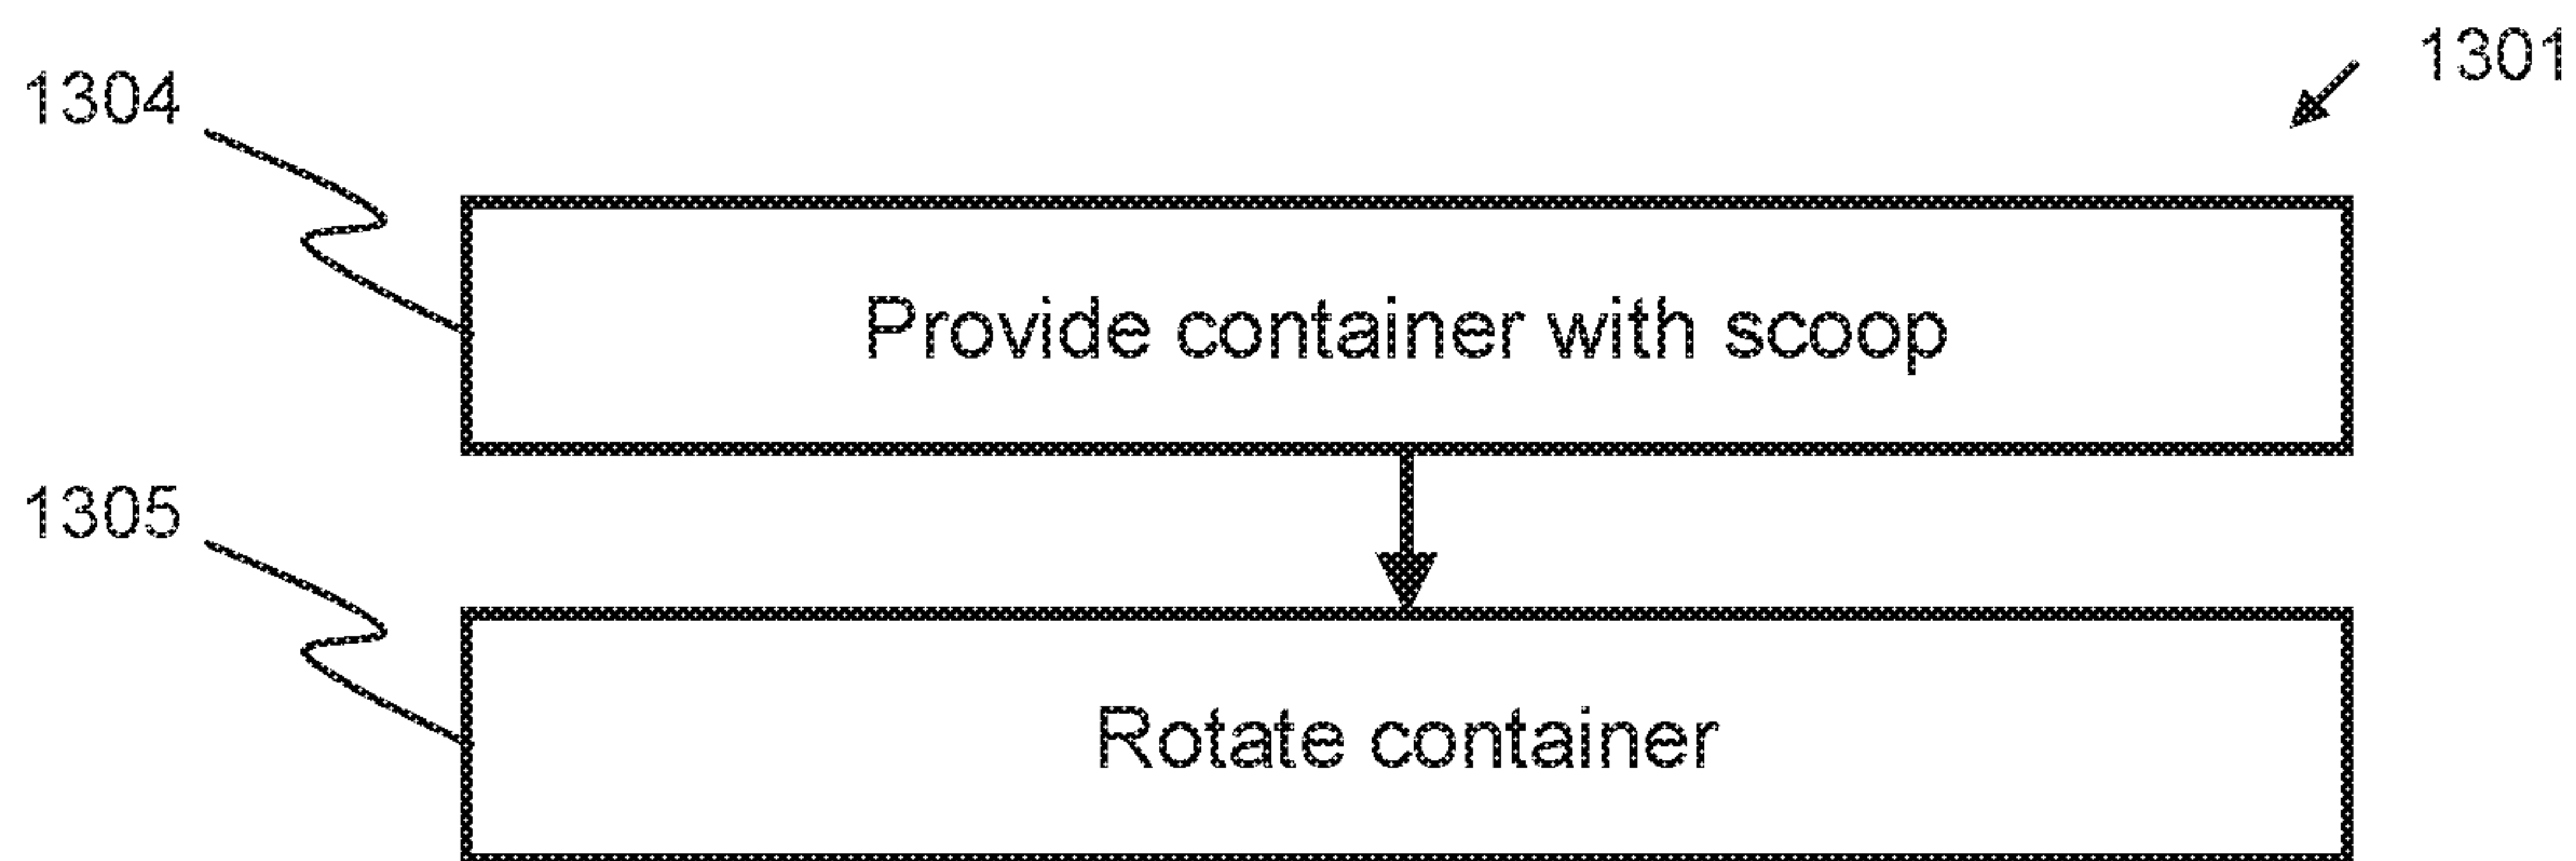 1301
1304
Provide container with scoop
1305
Rotate container